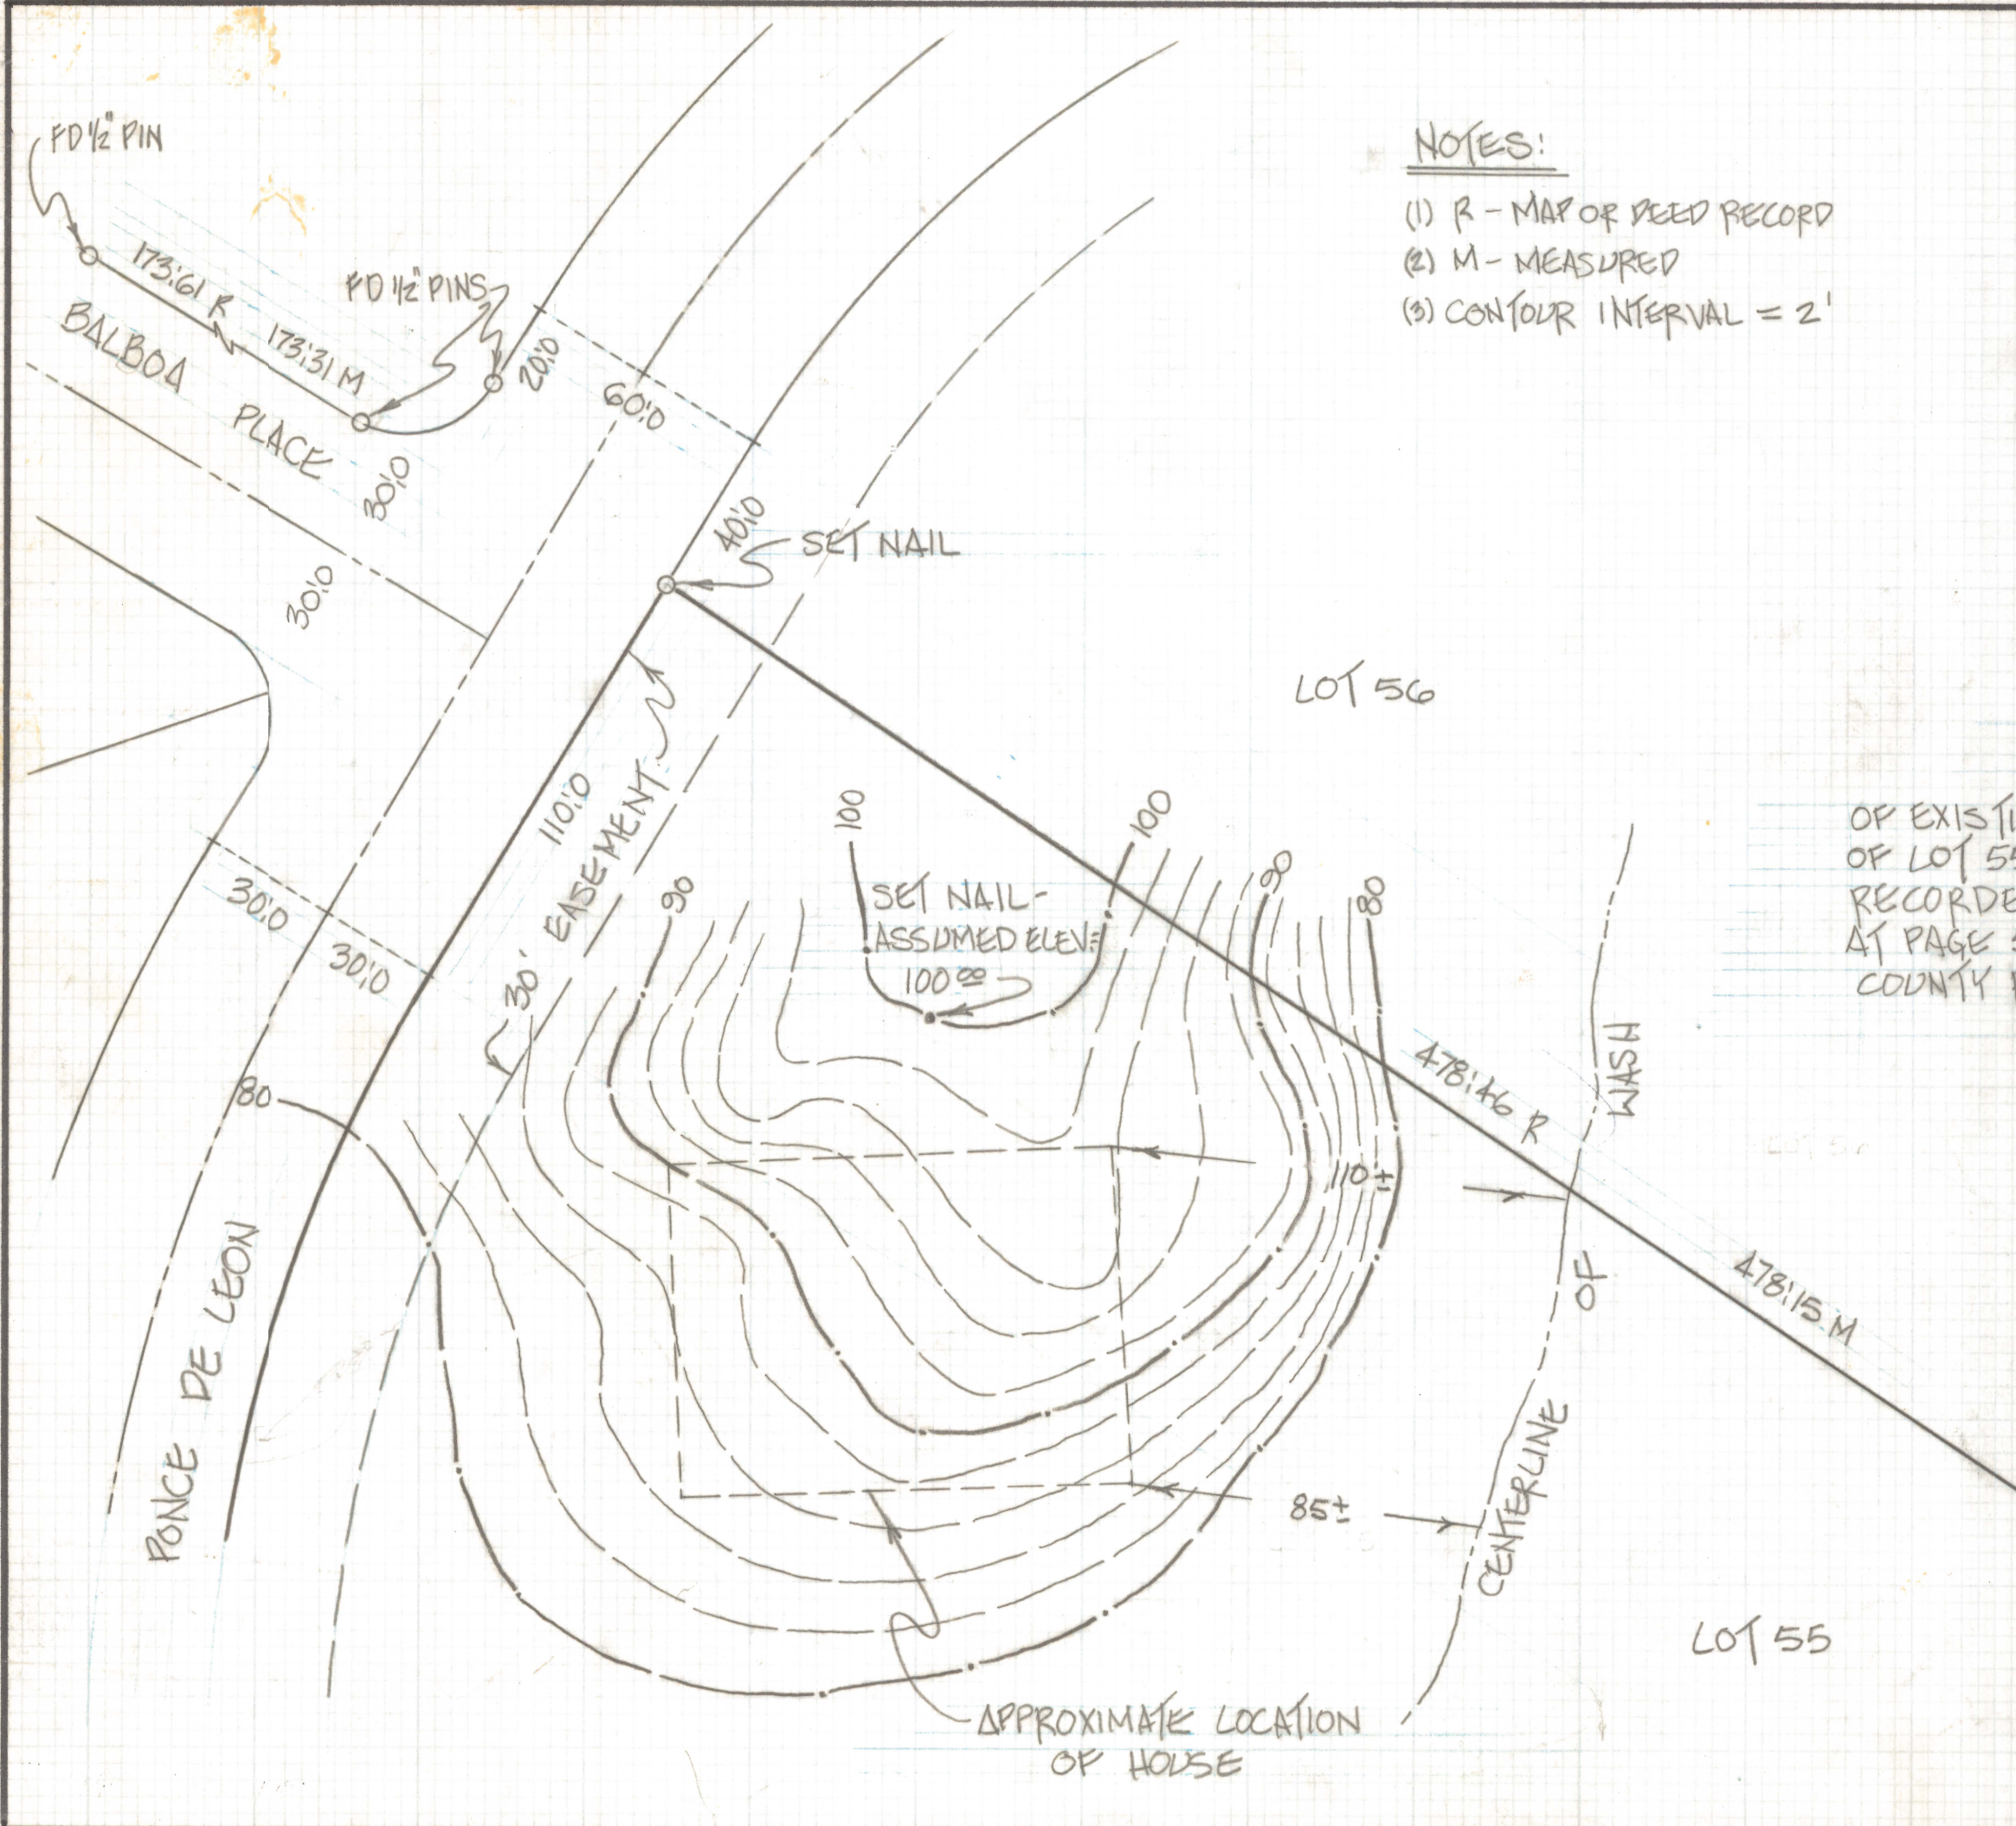 FD 1/2" PIN
173.61 R
173.31 M
BALBOA PLACE
FD 1/2" PINS
20.0
60.0
30.0
30.0
40.0
SET NAIL
NOTES:
(1) R - MAP OR DEED RECORD
(2) M - MEASURED
(3) CONTOUR INTERVAL = 2'
LOT 56
110.0
30' EASEMENT
30.0
30.0
80
PONCE DE LEON
90
100
100
90
80
SET NAIL-
ASSUMED ELEV=
100.00
OF EXISTI
OF LOT 55
RECORDE
AT PAGE
COUNTY
478.46 R
478.15 M
110±
85±
CENTERLINE OF WASH
LOT 55
APPROXIMATE LOCATION
OF HOUSE